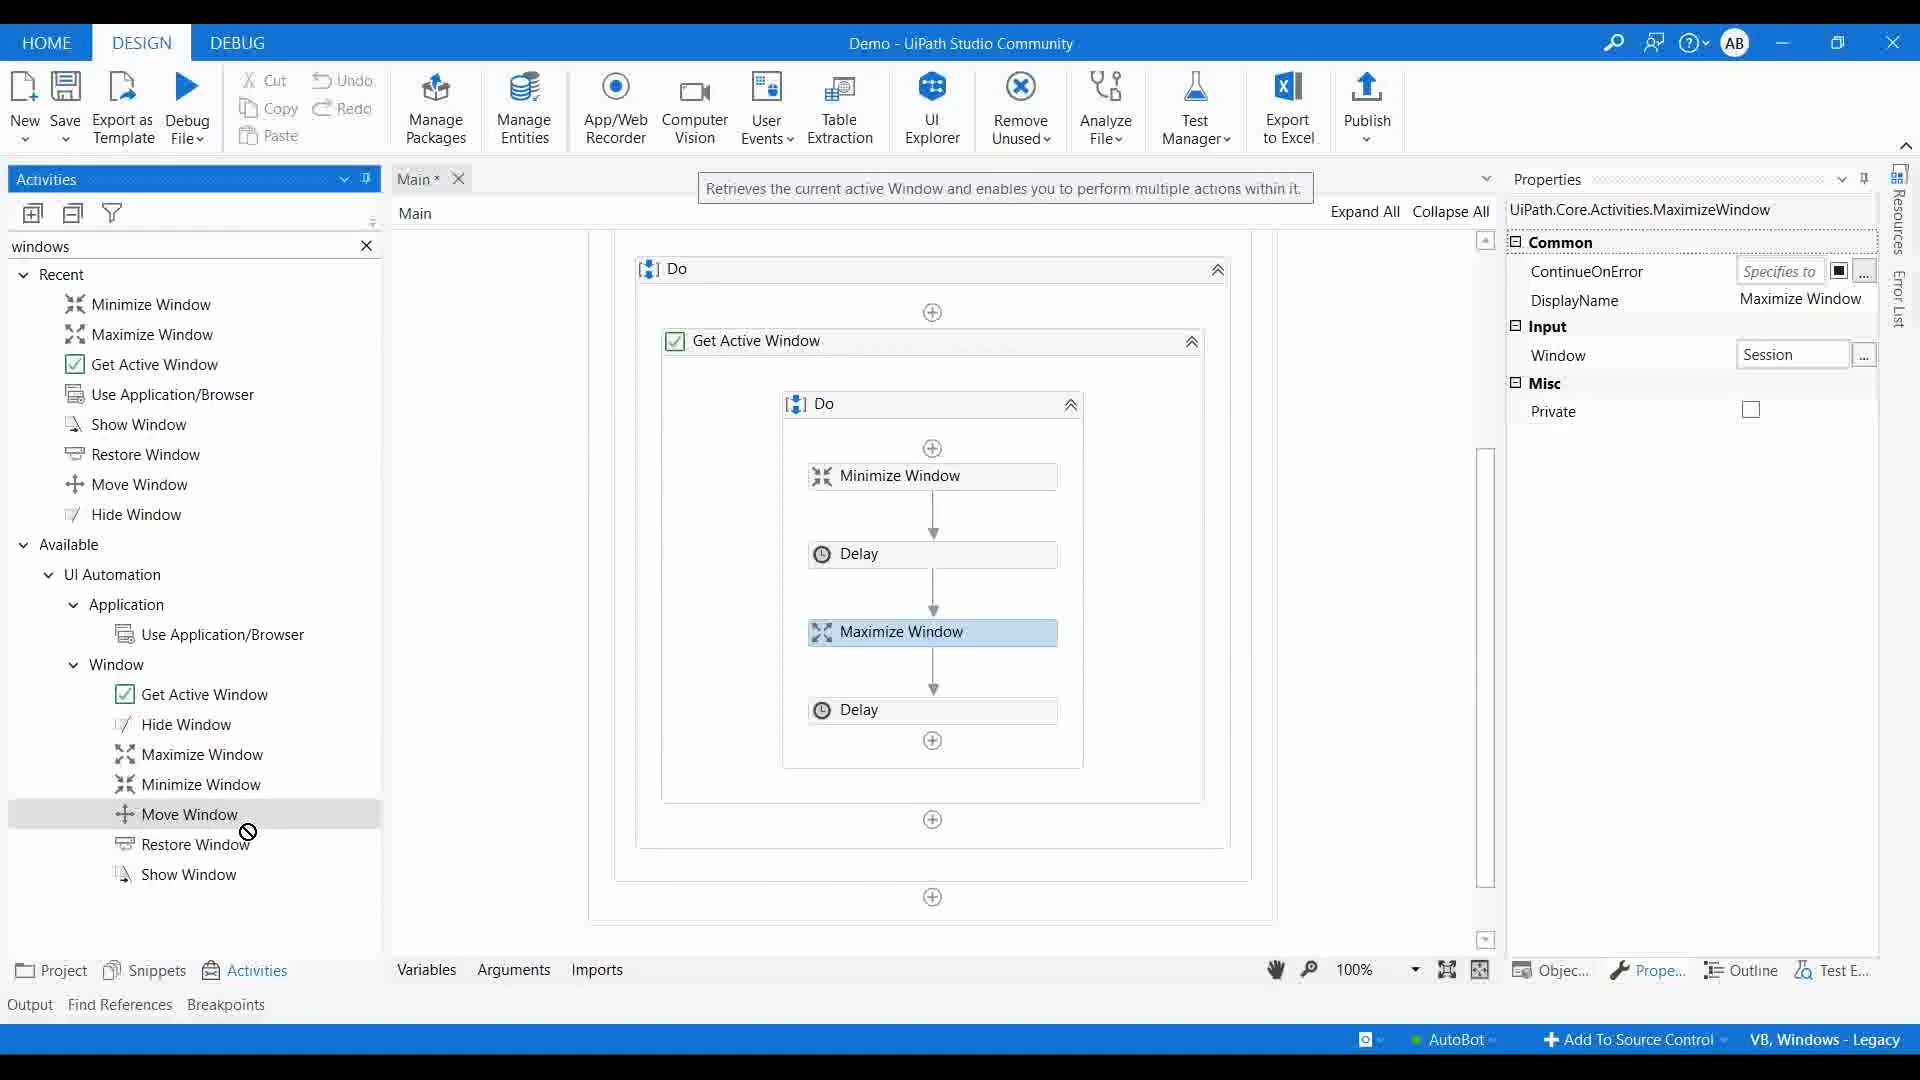 HOME DESIGN DEBUG Demo - UiPath Studio Community AB
New Save Export as Template Debug File Cut Copy Paste Undo Redo Manage Packages Manage Entities App/Web Recorder Computer Vision User Events Table Extraction UI Explorer Remove Unused Analyze File Test Manager Export to Excel Publish
Activities
windows
Recent
Minimize Window
Maximize Window
Get Active Window
Use Application/Browser
Show Window
Restore Window
Move Window
Hide Window
Available
UI Automation
Application
Use Application/Browser
Window
Get Active Window
Hide Window
Maximize Window
Minimize Window
Move Window
Restore Window
Show Window
Project Snippets Activities
Main *
Retrieves the current active Window and enables you to perform multiple actions within it.
Main Expand All Collapse All
Do
Get Active Window
Do
Minimize Window
Delay
Maximize Window
Delay
Variables Arguments Imports 100%
Properties
UiPath.Core.Activities.MaximizeWindow
Common
ContinueOnError Specifies to ...
DisplayName Maximize Window
Input
Window Session ...
Misc
Private
Resources
Error List
Objec... Prope... Outline Test E...
Output Find References Breakpoints
AutoBot Add To Source Control VB, Windows - Legacy